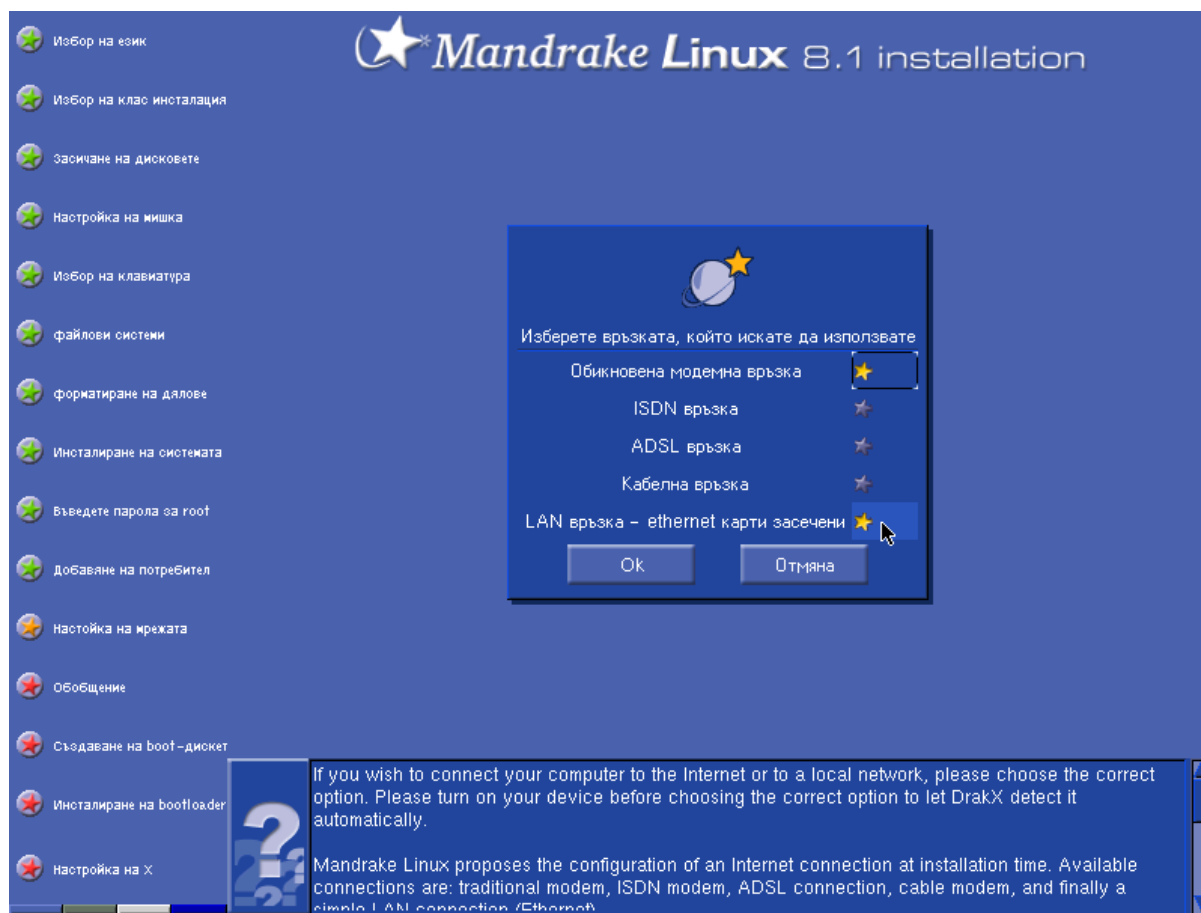 Mandrake Linux 8.1 installation
Избор на език
Избор на клас инсталация
Засичане на дисковете
Настройка на мишка
Избор на клавиатура
файлови системи
форматиране на дялове
Инсталиране на системата
Въведете парола за root
Добавяне на потребител
Настойка на мрежата
Обобщение
Създаване на boot-дискет
Инсталиране на bootloader
Настройка на X
Изберете връзката, който искате да използвате
Обикновена модемна връзка
ISDN връзка
ADSL връзка
Кабелна връзка
LAN връзка - ethernet карти засечени
Ok Отмяна
If you wish to connect your computer to the Internet or to a local network, please choose the correct
option. Please turn on your device before choosing the correct option to let DrakX detect it
automatically.
Mandrake Linux proposes the configuration of an Internet connection at installation time. Available
connections are: traditional modem, ISDN modem, ADSL connection, cable modem, and finally a
simple LAN connection (Ethernet).